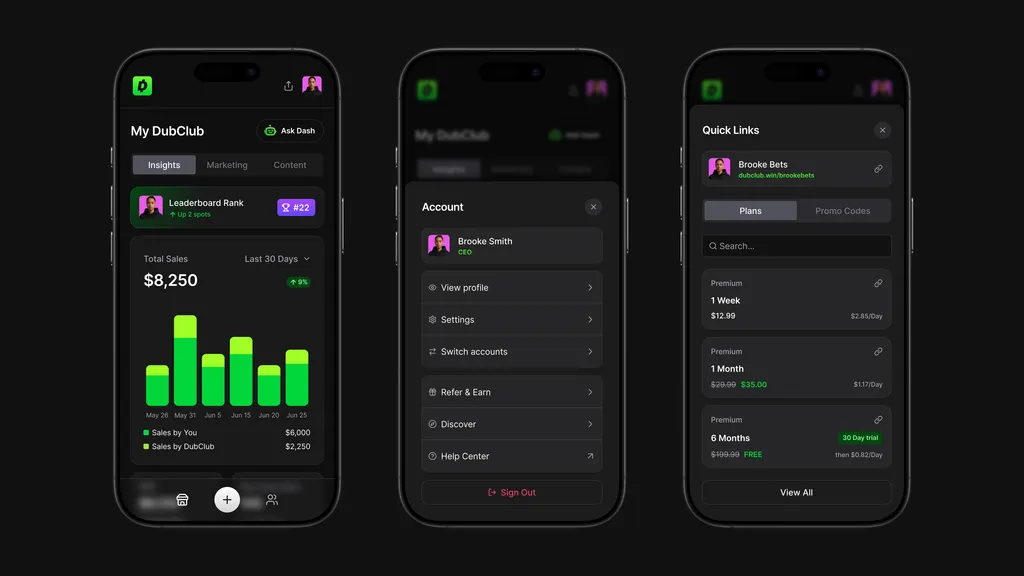 My DubClub
Ask Dash
Insights
Marketing
Content
Leaderboard Rank
Up 2 spots
#22
Total Sales
Last 30 Days
$8,250
9%
May 26
May 31
Jun 5
Jun 15
Jun 20
Jun 25
Sales by You
$6,000
Sales by DubClub
$2,250
My DubClub
Ask Dash
Insights
Account
Brooke Smith
CEO
View profile
Settings
Switch accounts
Refer & Earn
Discover
Help Center
Sign Out
Quick Links
Brooke Bets
dubclub.win/brookebets
Plans
Promo Codes
Search...
Premium
1 Week
$12.99
$2.85/Day
Premium
1 Month
$29.99 $35.00
$1.17/Day
Premium
6 Months
30 Day trial
$199.99 FREE
then $0.82/Day
View All